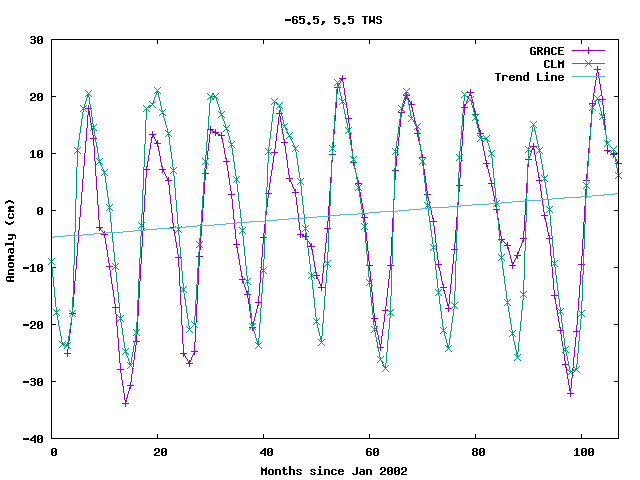 -65.5, 5.5 TWS
GRACE
CLM
Trend Line
30
20
10
0
-10
-20
-30
-40
Anomaly (cm)
0 20 40 60 80 100
Months since Jan 2002